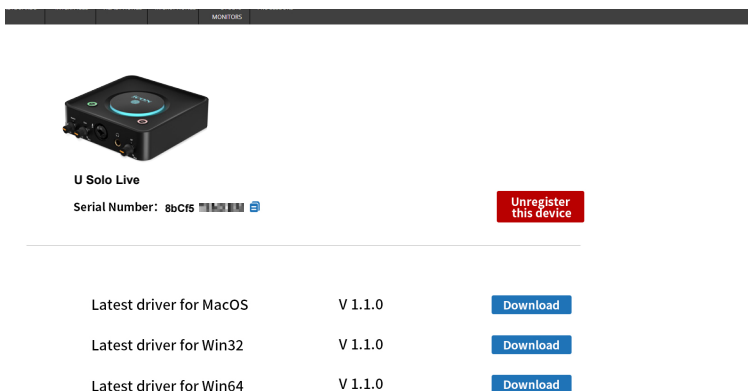 MONITORS
U Solo Live
Serial Number: 8bCf5
Unregister
this device
Latest driver for MacOS V 1.1.0 Download
Latest driver for Win32 V 1.1.0 Download
Latest driver for Win64 V 1.1.0 Download